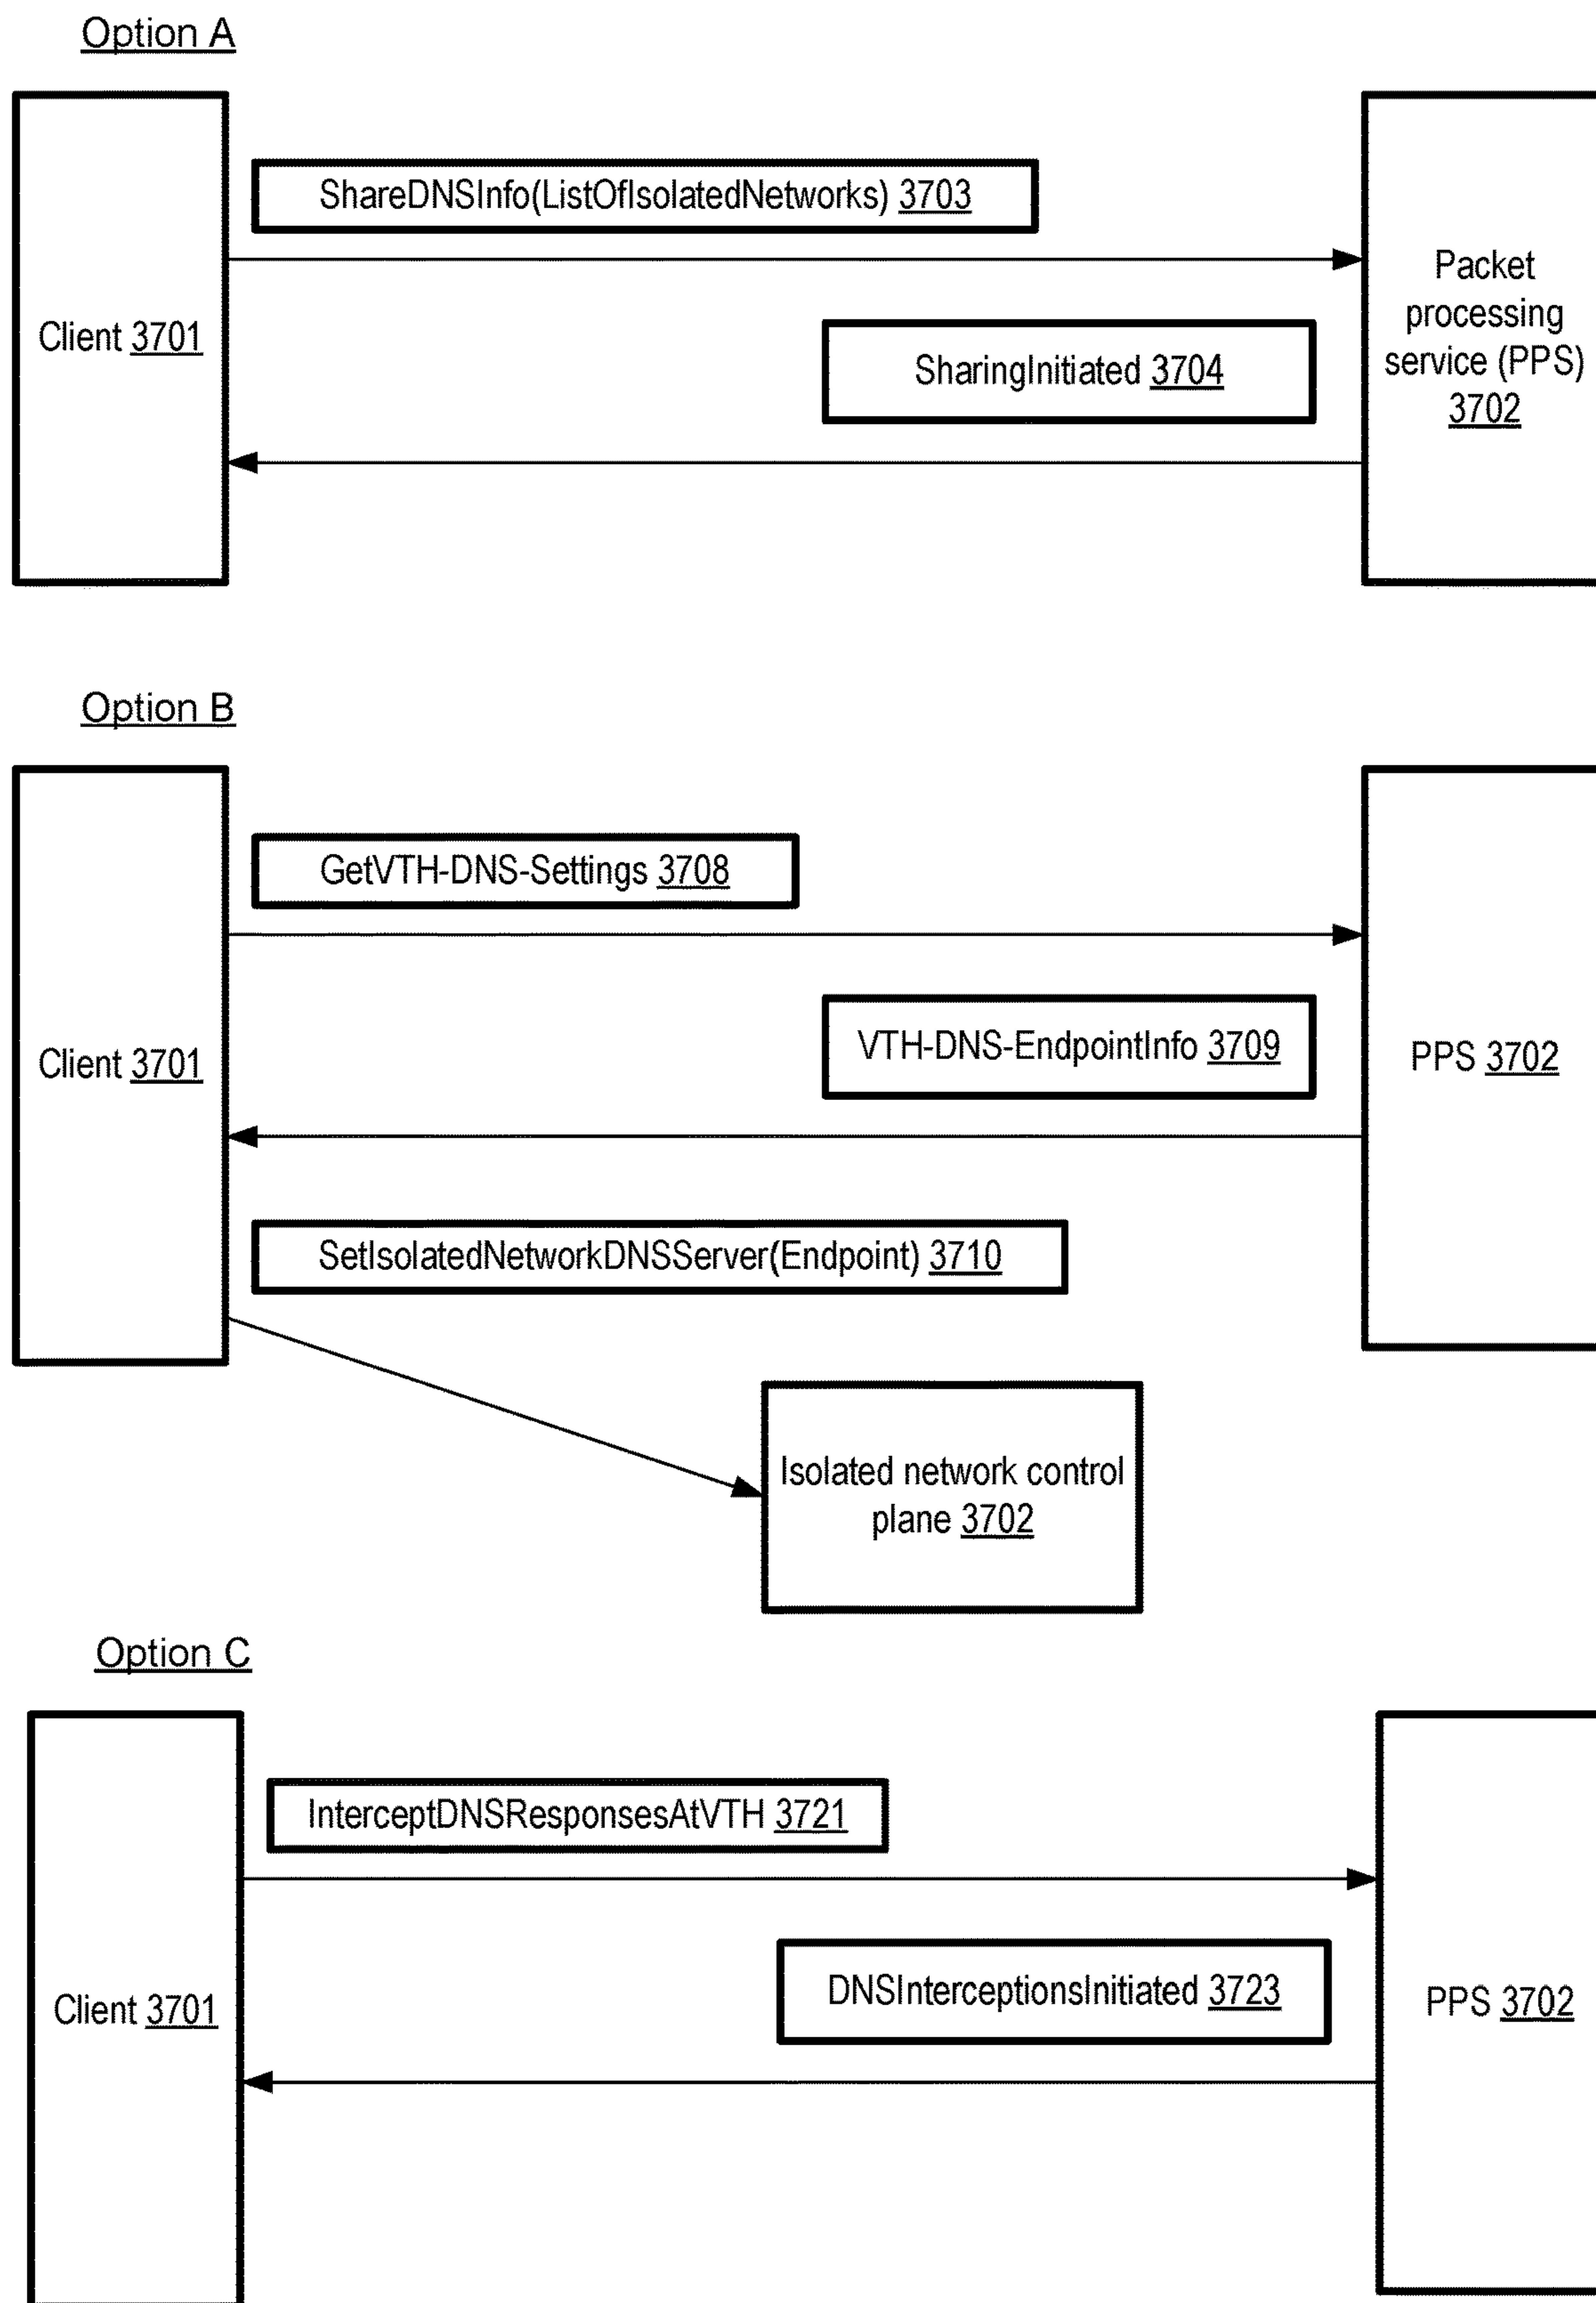 Option A
ShareDNSInfo(ListOfIsolatedNetworks) 3703
Client 3701
Packet
processing
service (PPS)
3702
SharingInitiated 3704
Option B
GetVTH-DNS-Settings 3708
Client 3701
VTH-DNS-EndpointInfo 3709
PPS 3702
SetIsolatedNetworkDNSServer(Endpoint) 3710
Isolated network control
plane 3702
Option C
InterceptDNSResponsesAtVTH 3721
Client 3701
DNSInterceptionsInitiated 3723
PPS 3702